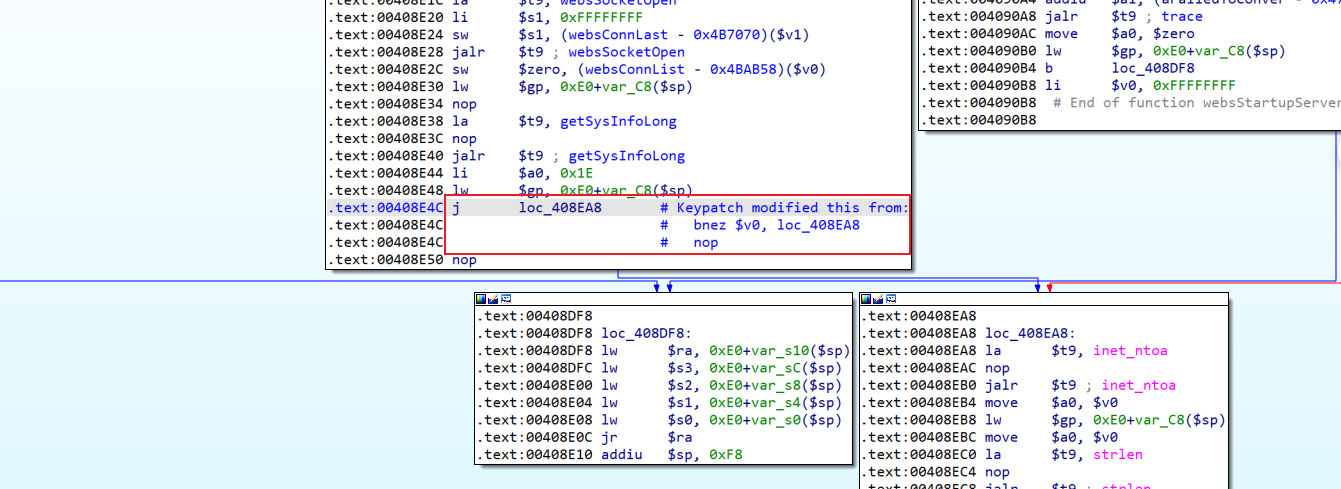 .text:00408E1C la      $t9, websSocketOpen
.text:00408E20 li      $s1, 0xFFFFFFFF
.text:00408E24 sw      $s1, (websConnLast - 0x4B7070)($v1)
.text:00408E28 jalr    $t9 ; websSocketOpen
.text:00408E2C sw      $zero, (websConnList - 0x4BAB58)($v0)
.text:00408E30 lw      $gp, 0xE0+var_C8($sp)
.text:00408E34 nop
.text:00408E38 la      $t9, getSysInfoLong
.text:00408E3C nop
.text:00408E40 jalr    $t9 ; getSysInfoLong
.text:00408E44 li      $a0, 0x1E
.text:00408E48 lw      $gp, 0xE0+var_C8($sp)
.text:00408E4C j       loc_408EA8       # Keypatch modified this from:
.text:00408E4C                          #   bnez $v0, loc_408EA8
.text:00408E4C                          #   nop
.text:00408E50 nop
.text:004090A8 jalr    $t9 ; trace
.text:004090AC move    $a0, $zero
.text:004090B0 lw      $gp, 0xE0+var_C8($sp)
.text:004090B4 b       loc_408DF8
.text:004090B8 li      $v0, 0xFFFFFFFF
.text:004090B8  # End of function websStartupServer
.text:004090B8
.text:00408DF8
.text:00408DF8 loc_408DF8:
.text:00408DF8 lw      $ra, 0xE0+var_s10($sp)
.text:00408DFC lw      $s3, 0xE0+var_sC($sp)
.text:00408E00 lw      $s2, 0xE0+var_s8($sp)
.text:00408E04 lw      $s1, 0xE0+var_s4($sp)
.text:00408E08 lw      $s0, 0xE0+var_s0($sp)
.text:00408E0C jr      $ra
.text:00408E10 addiu   $sp, 0xF8
.text:00408EA8
.text:00408EA8 loc_408EA8:
.text:00408EA8 la      $t9, inet_ntoa
.text:00408EAC nop
.text:00408EB0 jalr    $t9 ; inet_ntoa
.text:00408EB4 move    $a0, $v0
.text:00408EB8 lw      $gp, 0xE0+var_C8($sp)
.text:00408EBC move    $a0, $v0
.text:00408EC0 la      $t9, strlen
.text:00408EC4 nop
.text:00408EC8 jalr    $t9 ; strlen